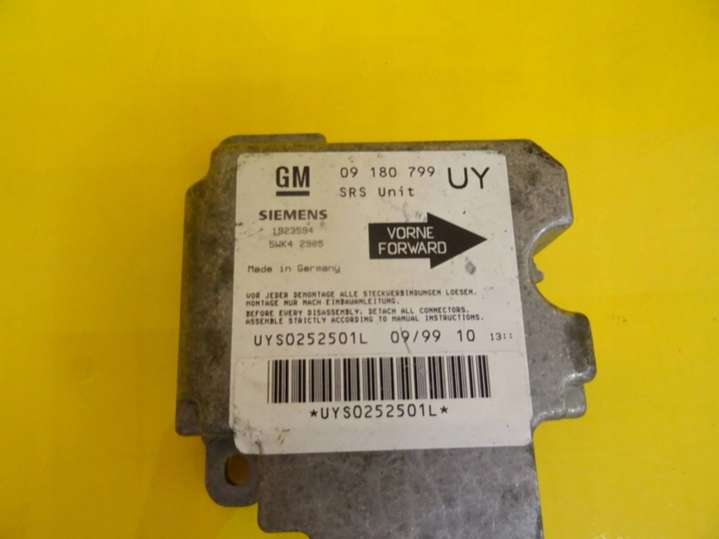 GM 09 180 799 UY
SRS Unit
SIEMENS
5WK4 2905
Made in Germany
VORNE
FORWARD
VOR JEDER DEMONTAGE ALLE STECKVERBINDUNGEN LOESEN.
MONTAGE NUR NACH EINBAUANLEITUNG.
BEFORE EVERY DISASSEMBLY, DETACH ALL CONNECTORS.
ASSEMBLE STRICTLY ACCORDING TO MANUAL INSTRUCTIONS.
UYS0252501L 09/99 10
*UYS0252501L*